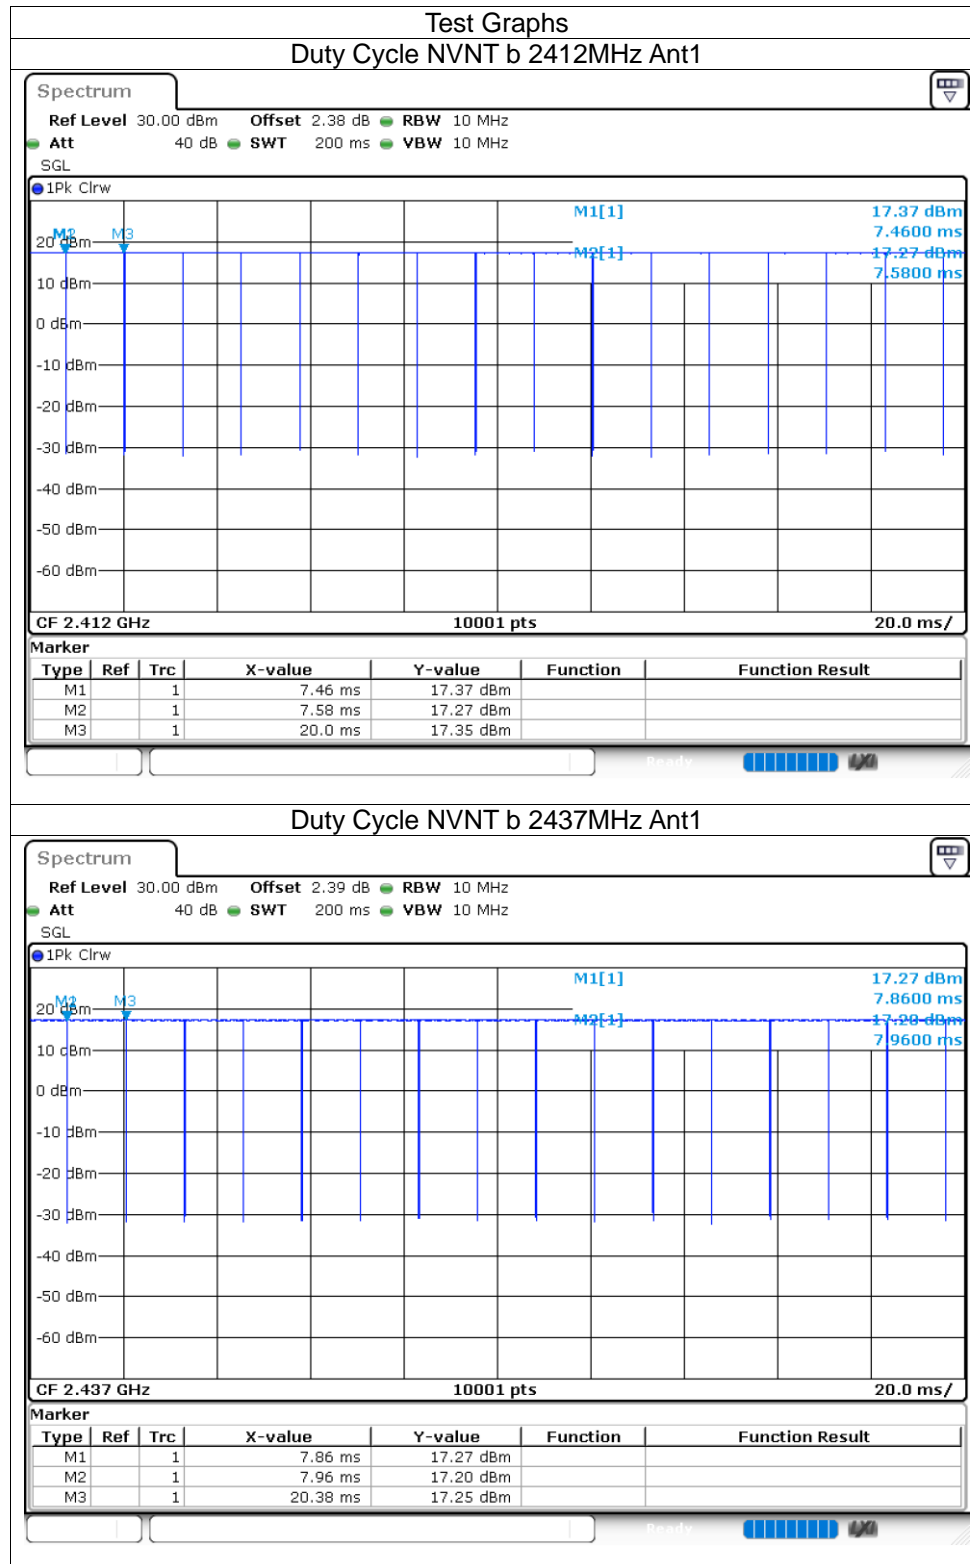 Test Graphs
Duty Cycle NVNT b 2412MHz Ant1
Spectrum
Ref Level 30.00 dBm Offset 2.38 dB RBW 10 MHz
Att 40 dB SWT 200 ms VBW 10 MHz
SGL
1Pk Clrw
M1[1] 17.37 dBm
7.4600 ms
M2 M3
20 dBm
M2[1] 17.27 dBm
7.5800 ms
10 dBm
0 dBm
-10 dBm
-20 dBm
-30 dBm
-40 dBm
-50 dBm
-60 dBm
CF 2.412 GHz 10001 pts 20.0 ms/
Marker
Type Ref Trc X-value Y-value Function Function Result
M1 1 7.46 ms 17.37 dBm
M2 1 7.58 ms 17.27 dBm
M3 1 20.0 ms 17.35 dBm
Ready LXI
Duty Cycle NVNT b 2437MHz Ant1
Spectrum
Ref Level 30.00 dBm Offset 2.39 dB RBW 10 MHz
Att 40 dB SWT 200 ms VBW 10 MHz
SGL
1Pk Clrw
M1[1] 17.27 dBm
7.8600 ms
M2 M3
20 dBm
M2[1] 17.20 dBm
7.9600 ms
10 dBm
0 dBm
-10 dBm
-20 dBm
-30 dBm
-40 dBm
-50 dBm
-60 dBm
CF 2.437 GHz 10001 pts 20.0 ms/
Marker
Type Ref Trc X-value Y-value Function Function Result
M1 1 7.86 ms 17.27 dBm
M2 1 7.96 ms 17.20 dBm
M3 1 20.38 ms 17.25 dBm
Ready LXI